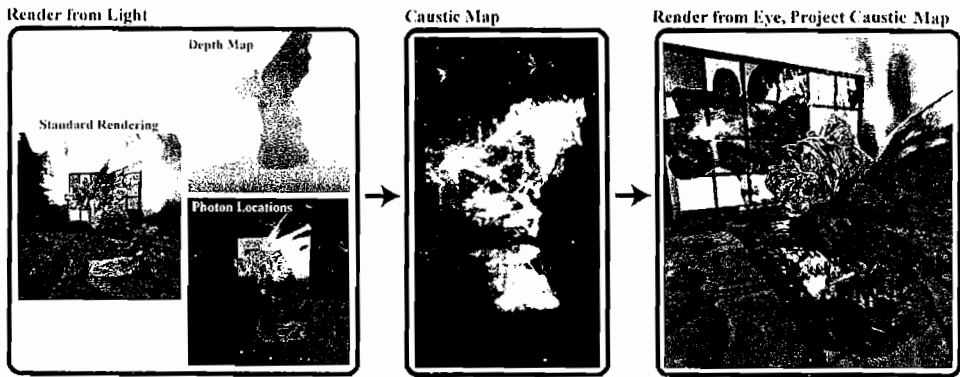 Render from Light
Depth Map
Standard Rendering
Photon Locations
Caustic Map
Render from Eye, Project Caustic Map